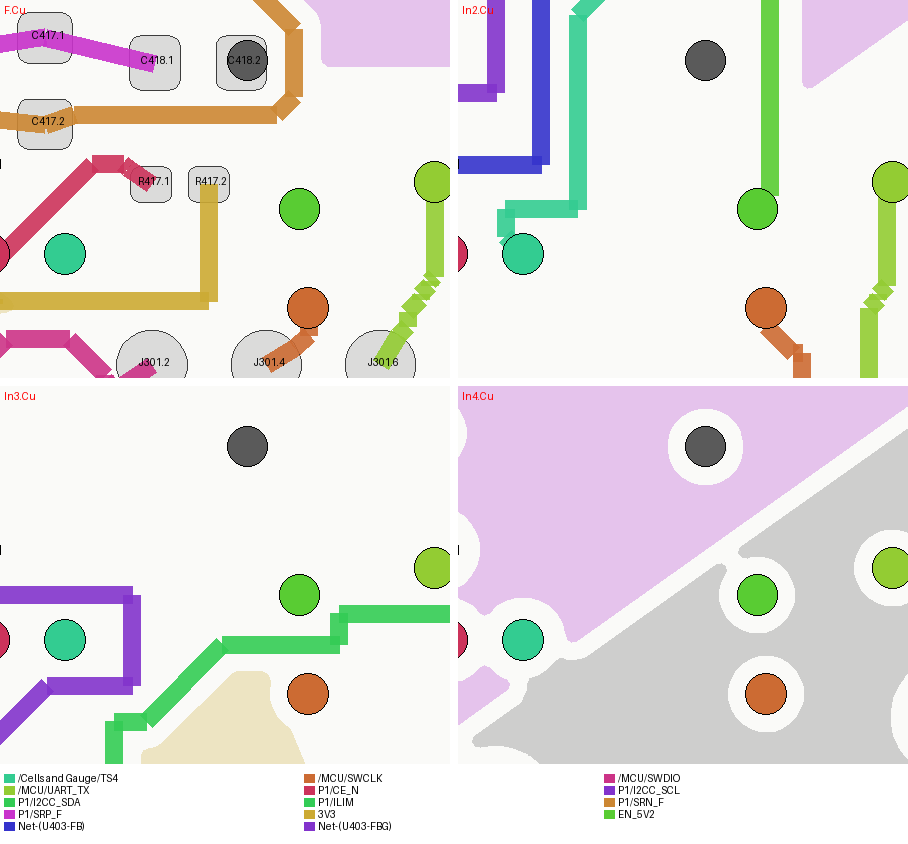 F.Cu
In2.Cu
C417.1
C418.1
C418.2
C417.2
R417.1
R417.2
J301.2
J301.4
J301.6
In3.Cu
In4.Cu
/Cells and Gauge/TS4
/MCU/SWCLK
/MCU/SWDIO
/MCU/UART_TX
P1/CE_N
P1/I2CC_SCL
P1/I2CC_SDA
P1/ILIM
P1/SRN_F
P1/SRP_F
3V3
EN_5V2
Net-(U403-FB)
Net-(U403-FBG)